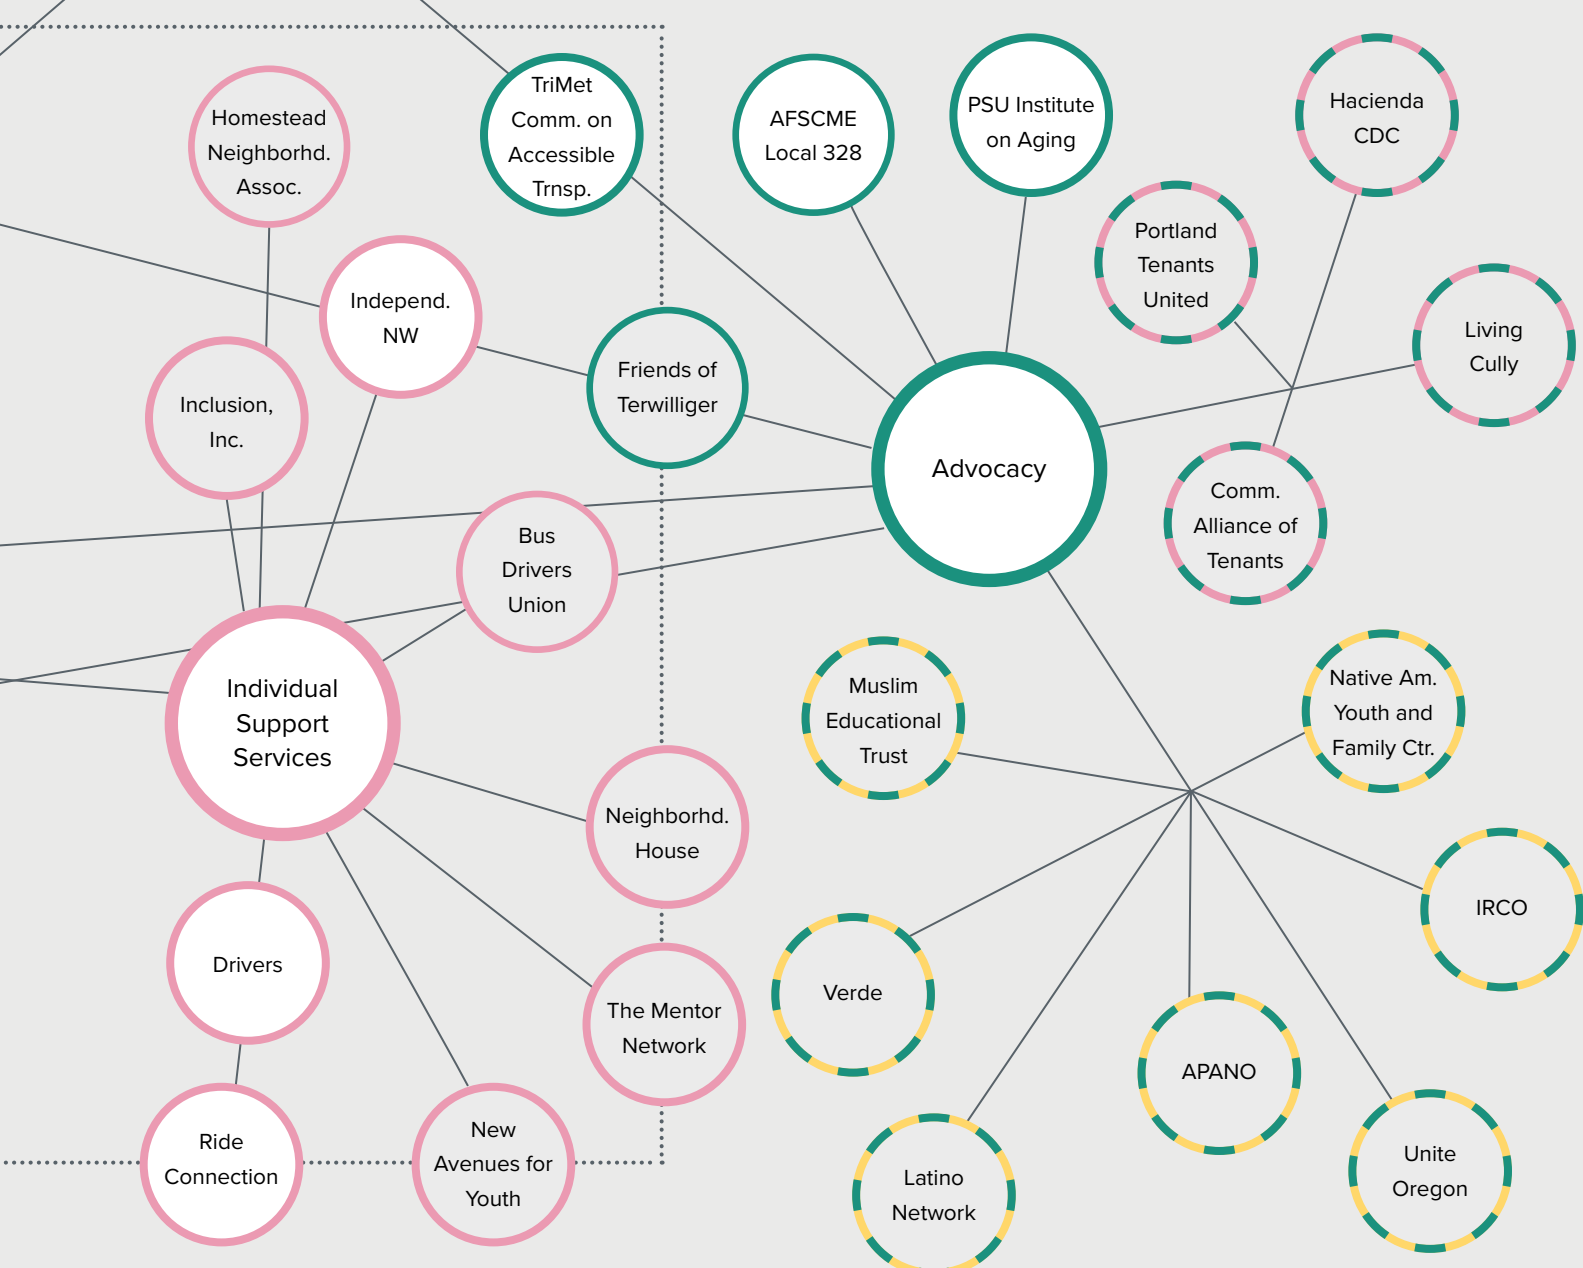 TriMet
Comm. on
Accessible
Trnsp.
Homestead
Neighborhd.
Assoc.
AFSCME
Local 328
PSU Institute
on Aging
Hacienda
CDC
Portland
Tenants
United
Independ.
NW
Living
Cully
Friends of
Terwilliger
Inclusion,
Inc.
Advocacy
Comm.
Alliance of
Tenants
Bus
Drivers
Union
Individual
Support
Services
Muslim
Educational
Trust
Native Am.
Youth and
Family Ctr.
Neighborhd.
House
IRCO
Drivers
Verde
The Mentor
Network
APANO
Ride
Connection
New
Avenues for
Youth
Latino
Network
Unite
Oregon